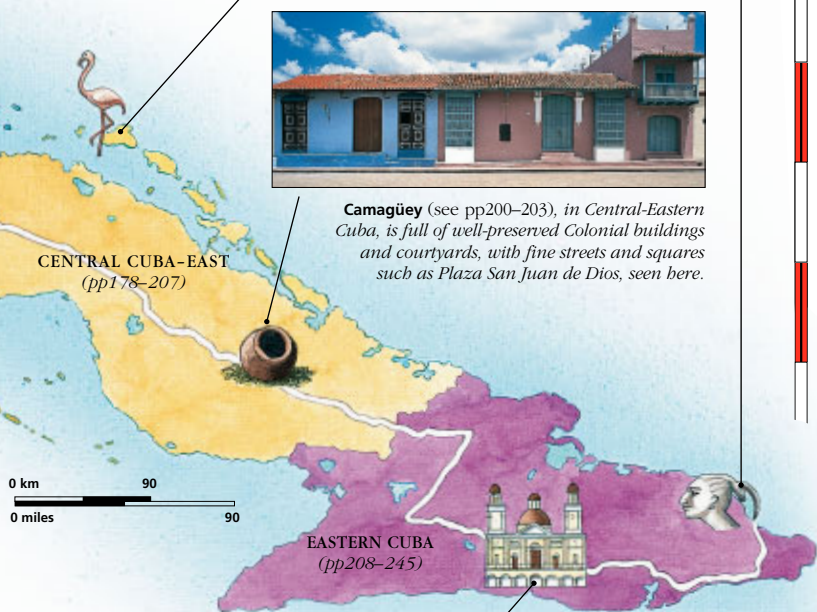 Camagüey (see pp200–203), in Central-Eastern
Cuba, is full of well-preserved Colonial buildings
and courtyards, with fine streets and squares
such as Plaza San Juan de Dios, seen here.
CENTRAL CUBA–EAST
(pp178–207)
0 km 90
0 miles 90
EASTERN CUBA
(pp208–245)